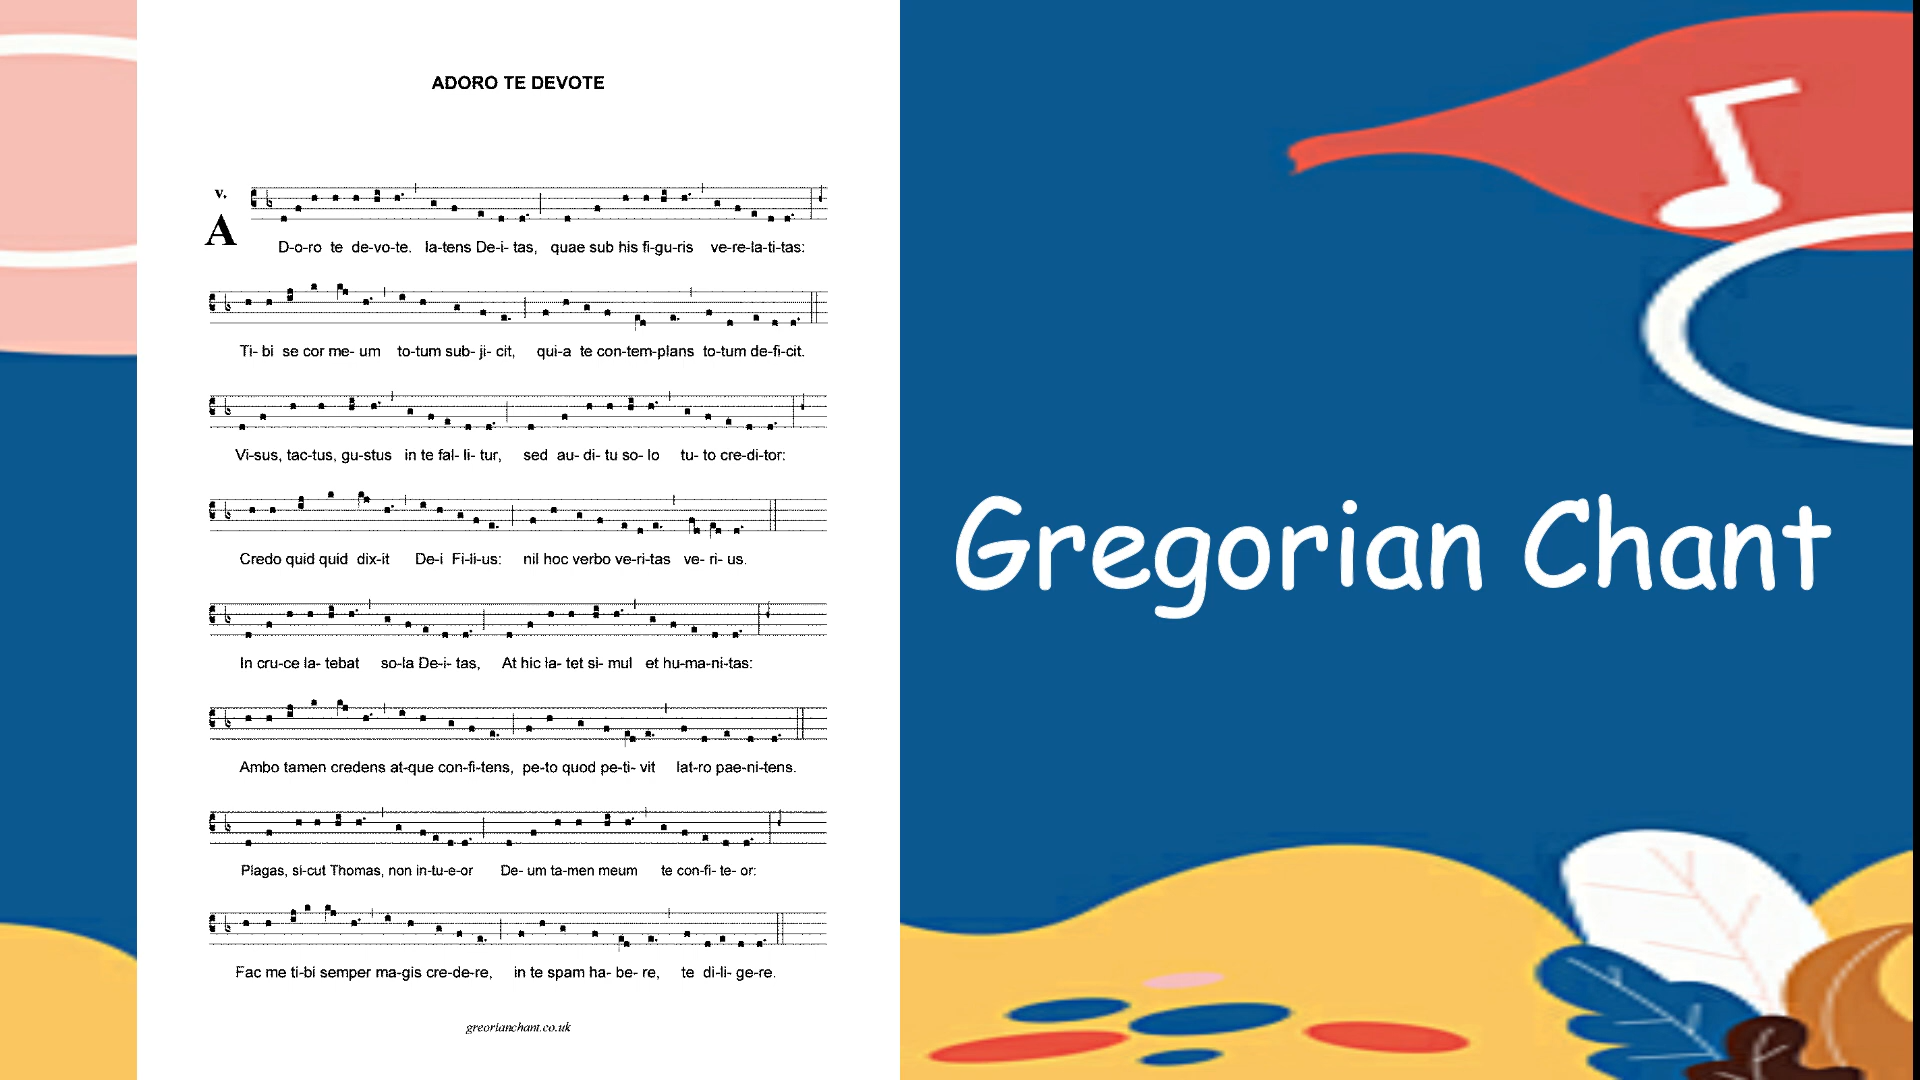 ADORO TE DEVOTE
v.
A
D-o-ro te de-vo-te. la-tens De-i- tas, quae sub his fi-gu-ris ve-re-la-ti-tas:
Ti- bi se cor me- um to-tum sub- ji- cit, qui-a te con-tem-plans to-tum de-fi-cit.
Vi-sus, tac-tus, gu-stus in te fal- li- tur, sed au- di- tu so- lo tu- to cre-di-tor:
Credo quid quid dix-it De-i Fi-li-us: nil hoc verbo ve-ri-tas ve- ri- us.
In cru-ce la- tebat so-la De-i- tas, At hic la- tet si- mul et hu-ma-ni-tas:
Ambo tamen credens at-que con-fi-tens, pe-to quod pe-ti- vit lat-ro pae-ni-tens.
Plagas, si-cut Thomas, non in-tu-e-or De- um ta-men meum te con-fi- te- or:
Fac me ti-bi semper ma-gis cre-de-re, in te spam ha- be- re, te di-li- ge-re.
greorianchant.co.uk
Gregorian Chant